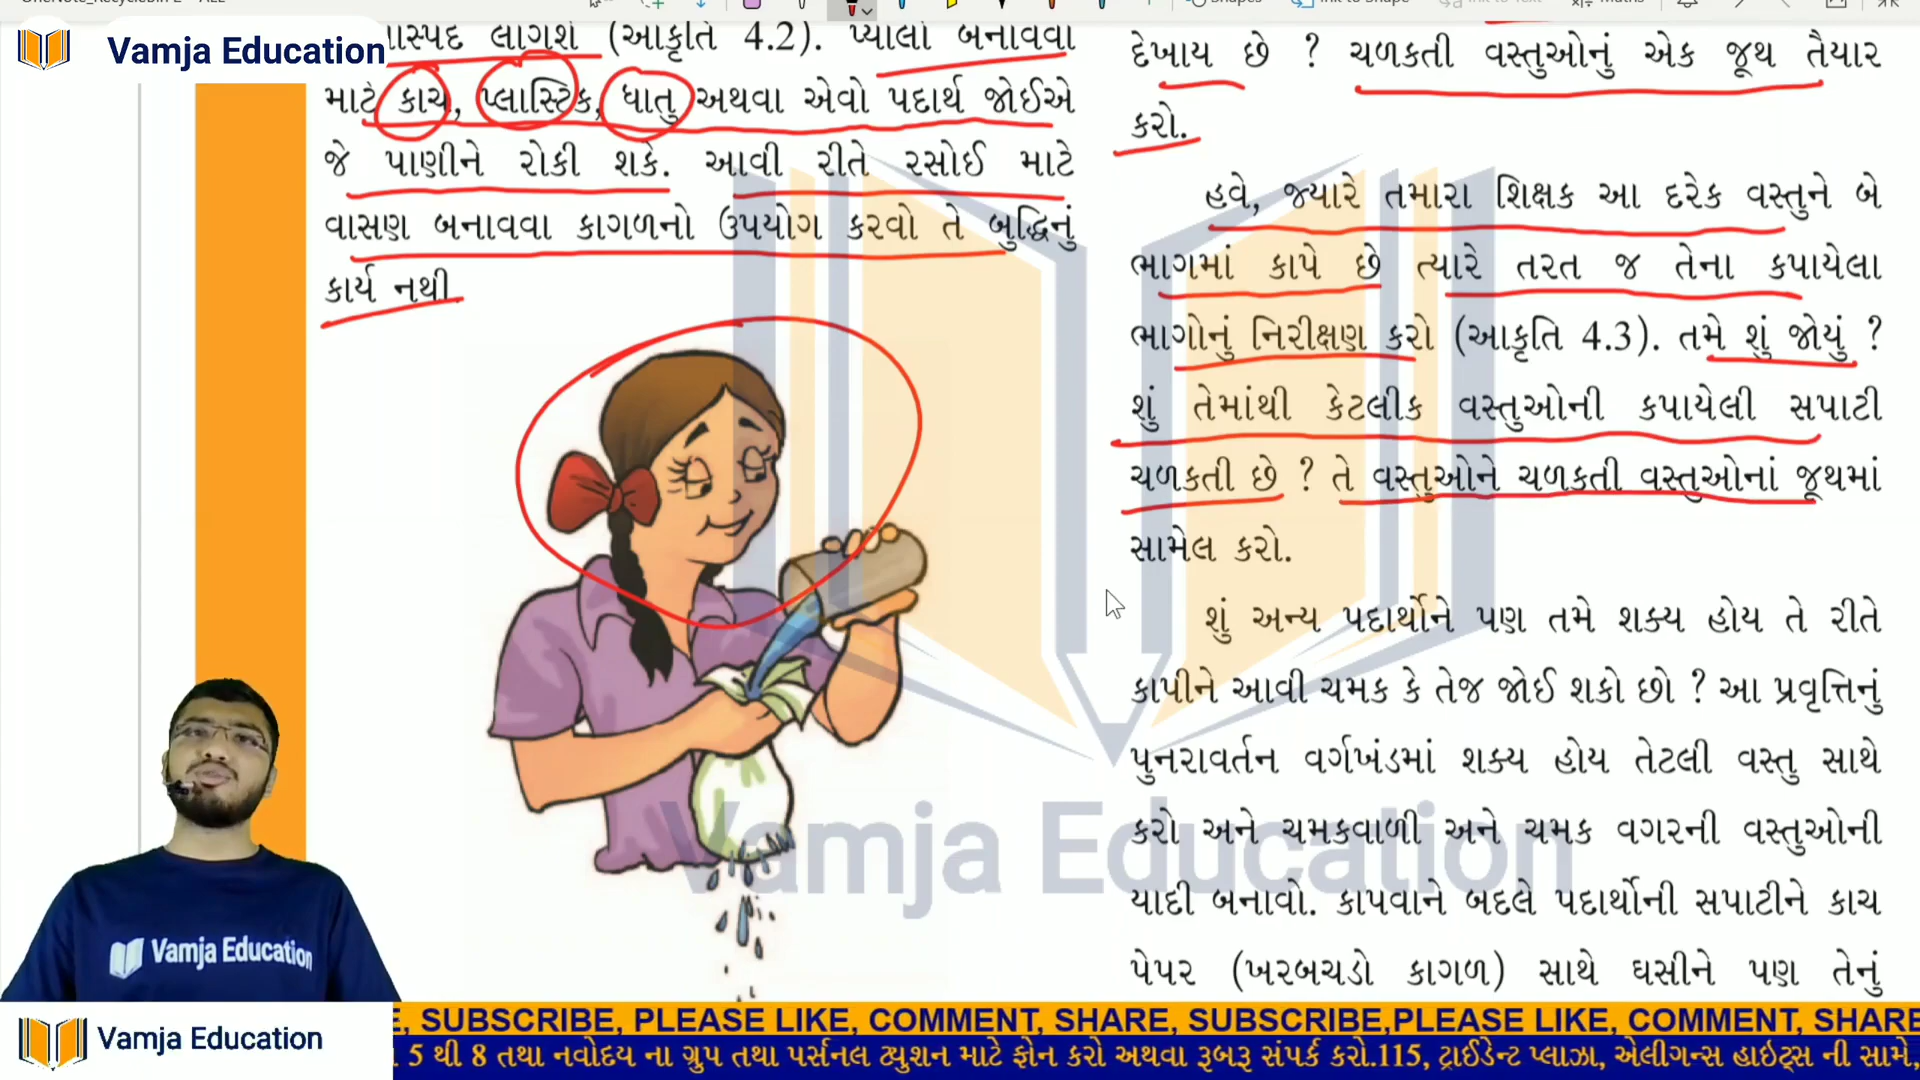 Vamja Education
લાગશે (આકૃતિ 4.2). પ્યાલો બનાવવા
માટે કાચ, પ્લાસ્ટિક, ધાતુ અથવા એવો પદાર્થ જોઈએ
જે પાણીને રોકી શકે. આવી રીતે રસોઈ માટે
વાસણ બનાવવા કાગળનો ઉપયોગ કરવો તે બુદ્ધિનું
કાર્ય નથી
દેખાય છે ? ચળકતી વસ્તુઓનું એક જૂથ તૈયાર
કરો.
હવે, જ્યારે તમારા શિક્ષક આ દરેક વસ્તુને બે
ભાગમાં કાપે છે ત્યારે તરત જ તેના કપાયેલા
ભાગોનું નિરીક્ષણ કરો (આકૃતિ 4.3). તમે શું જોયું ?
શું તેમાંથી કેટલીક વસ્તુઓની કપાયેલી સપાટી
ચળકતી છે ? તે વસ્તુઓને ચળકતી વસ્તુઓનાં જૂથમાં
સામેલ કરો.
શું અન્ય પદાર્થોને પણ તમે શક્ય હોય તે રીતે
કાપીને આવી ચમક કે તેજ જોઈ શકો છો ? આ પ્રવૃત્તિનું
પુનરાવર્તન વર્ગખંડમાં શક્ય હોય તેટલી વસ્તુ સાથે
કરો અને ચમકવાળી અને ચમક વગરની વસ્તુઓની
યાદી બનાવો. કાપવાને બદલે પદાર્થોની સપાટીને કાચ
પેપર (ખરબચડો કાગળ) સાથે ઘસીને પણ તેનું
Vamja Education
Vamja Education
Vamja Education
E, SUBSCRIBE, PLEASE LIKE, COMMENT, SHARE, SUBSCRIBE,PLEASE LIKE, COMMENT, SHARE
5 થી 8 તથા નવોદય ના ગ્રુપ તથા પર્સનલ ટ્યુશન માટે ફોન કરો અથવા રૂબરૂ સંપર્ક કરો.115, ટ્રાઈડેન્ટ પ્લાઝા, એલીગન્સ હાઇટ્સ ની સામે,